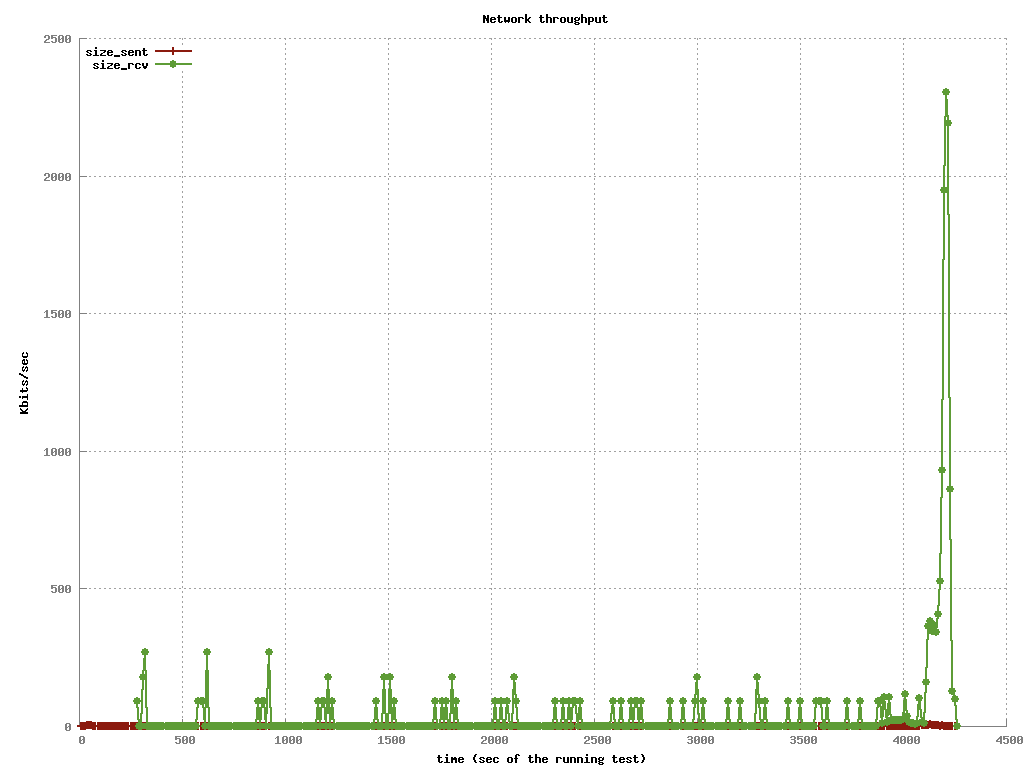 Network throughput
size_sent
size_rcv
2500
2000
1500
1000
500
0
Kbits/sec
0 500 1000 1500 2000 2500 3000 3500 4000 4500
time (sec of the running test)